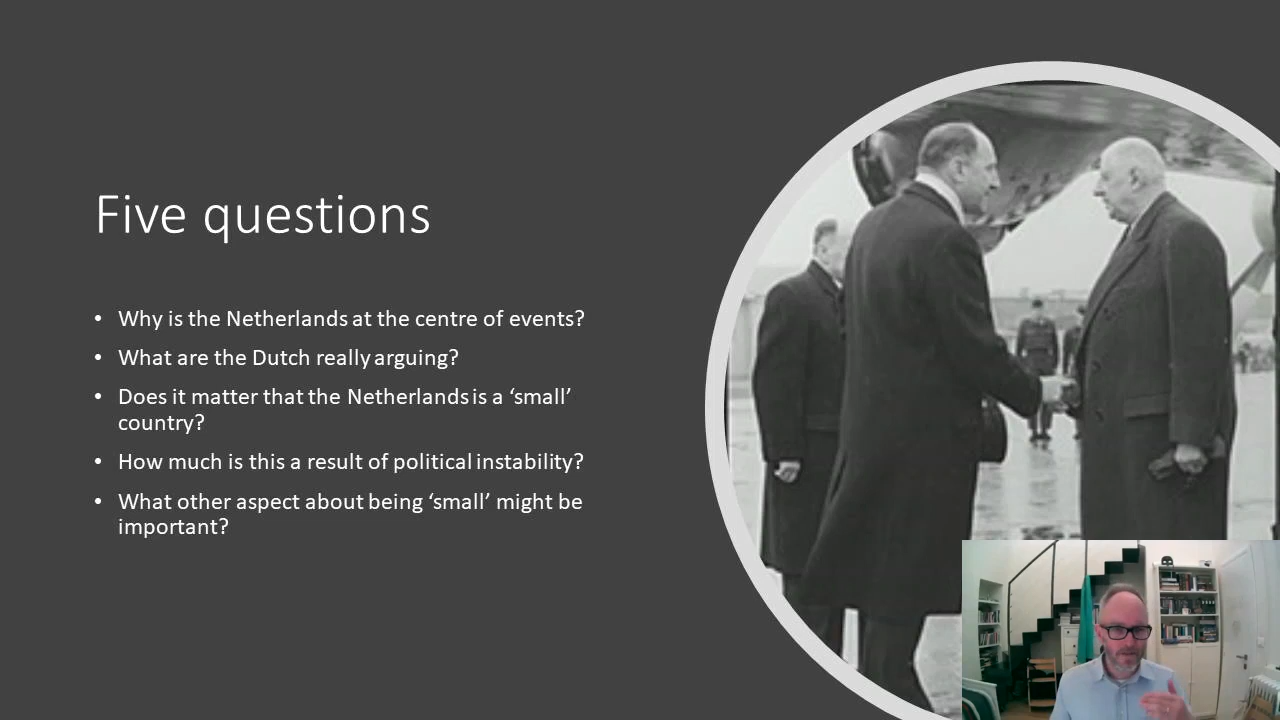 Five questions
• Why is the Netherlands at the centre of events?
• What are the Dutch really arguing?
• Does it matter that the Netherlands is a ‘small’
country?
• How much is this a result of political instability?
• What other aspect about being ‘small’ might be
important?